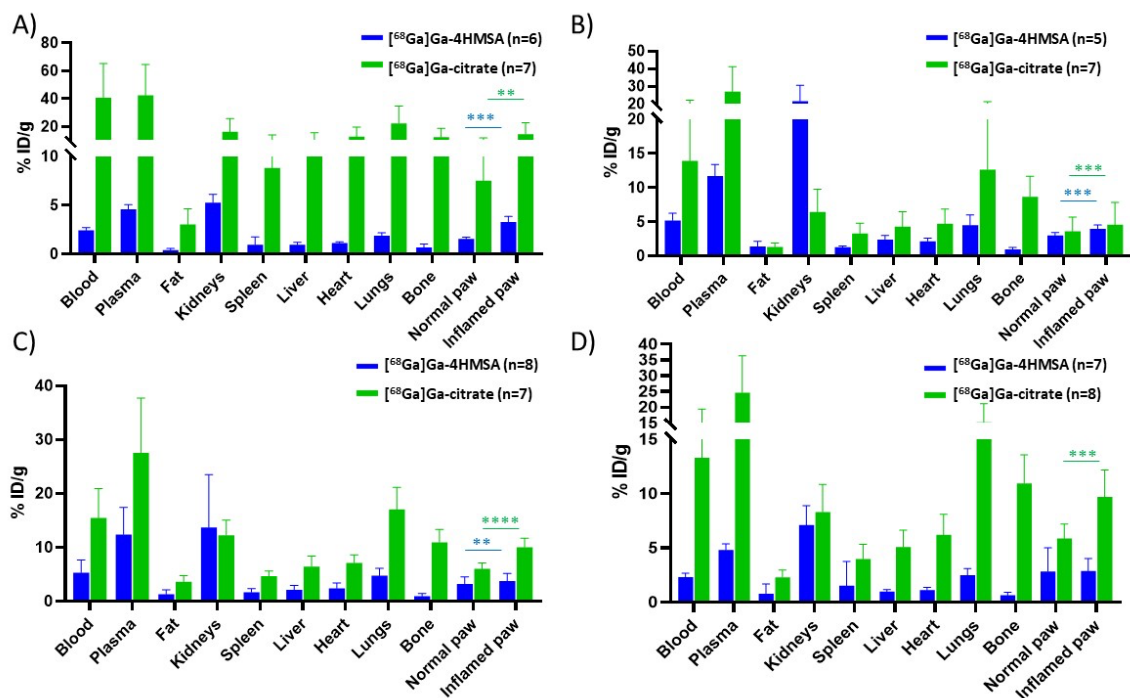 A)
[⁶⁸Ga]Ga-4HMSA (n=6)
[⁶⁸Ga]Ga-citrate (n=7)
% ID/g
80
60
40
20
10
5
0
*** **
Blood Plasma Fat Kidneys Spleen Liver Heart Lungs Bone Normal paw Inflamed paw
B)
[⁶⁸Ga]Ga-4HMSA (n=5)
[⁶⁸Ga]Ga-citrate (n=7)
% ID/g
50
40
30
20
20
15
10
5
0
***
***
Blood Plasma Fat Kidneys Spleen Liver Heart Lungs Bone Normal paw Inflamed paw
C)
[⁶⁸Ga]Ga-4HMSA (n=8)
[⁶⁸Ga]Ga-citrate (n=7)
% ID/g
40
30
20
10
0
****
**
Blood Plasma Fat Kidneys Spleen Liver Heart Lungs Bone Normal paw Inflamed paw
D)
[⁶⁸Ga]Ga-4HMSA (n=7)
[⁶⁸Ga]Ga-citrate (n=8)
% ID/g
40
35
30
25
20
15
15
10
5
0
***
Blood Plasma Fat Kidneys Spleen Liver Heart Lungs Bone Normal paw Inflamed paw